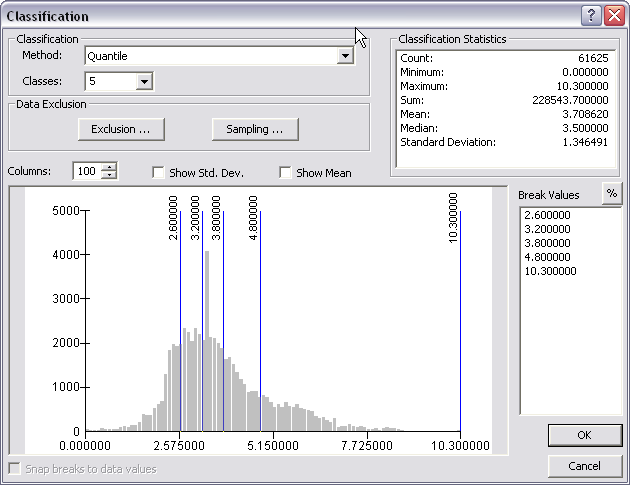 Classification
Classification
Method: Quantile
Classes: 5
Data Exclusion
Exclusion ...
Sampling ...
Classification Statistics
Count: 61625
Minimum: 0.000000
Maximum: 10.300000
Sum: 228543.700000
Mean: 3.708620
Median: 3.500000
Standard Deviation: 1.346491
Columns: 100
Show Std. Dev.
Show Mean
5000
4000
3000
2000
1000
0
2.600000
3.200000
3.800000
4.800000
10.300000
0.000000 2.575000 5.150000 7.725000 10.300000
Break Values
%
2.600000
3.200000
3.800000
4.800000
10.300000
Snap breaks to data values
OK
Cancel